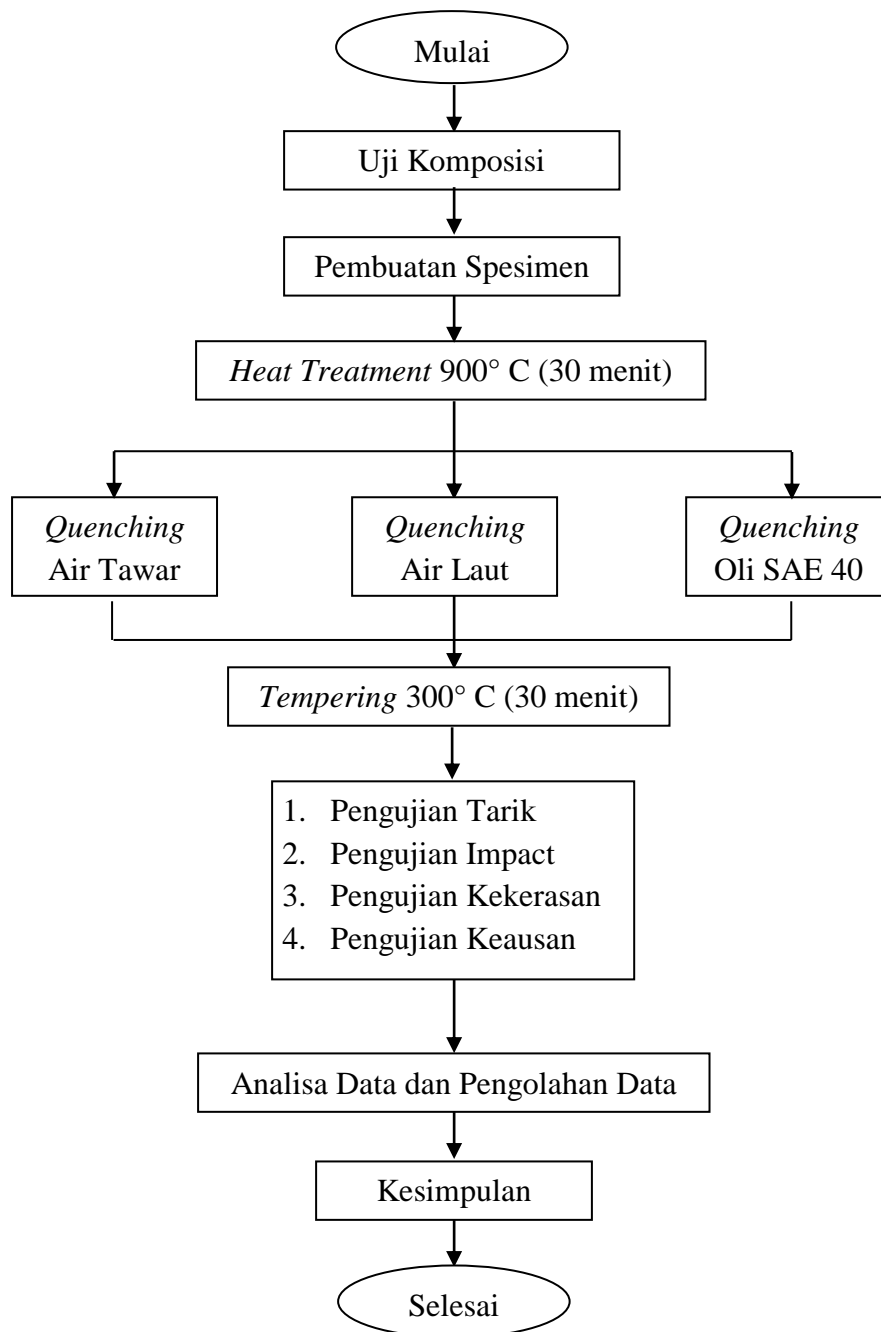 Mulai
Uji Komposisi
Pembuatan Spesimen
Heat Treatment 900° C (30 menit)
Quenching
Air Tawar
Quenching
Air Laut
Quenching
Oli SAE 40
Tempering 300° C (30 menit)
1. Pengujian Tarik
2. Pengujian Impact
3. Pengujian Kekerasan
4. Pengujian Keausan
Analisa Data dan Pengolahan Data
Kesimpulan
Selesai